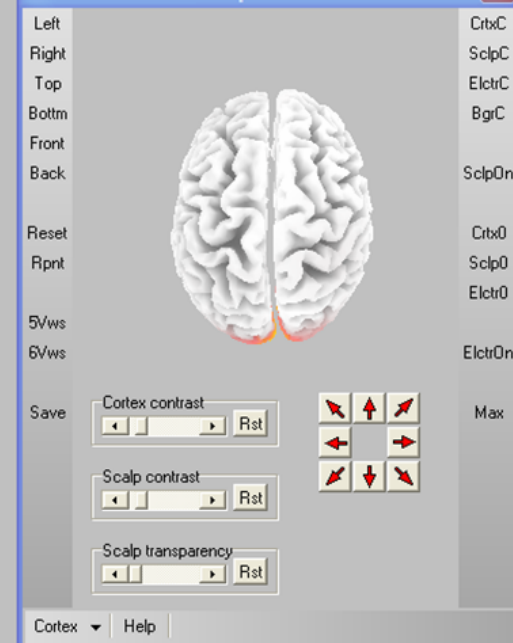 Left
Right
Top
Bottm
Front
Back
Reset
Rpnt
5Vws
6Vws
Save
CrtxC
SclpC
ElctrC
BgrC
SclpOn
Crtx0
Sclp0
Elctr0
ElctrOn
Max
Cortex contrast
Rst
Scalp contrast
Rst
Scalp transparency
Rst
Cortex Help